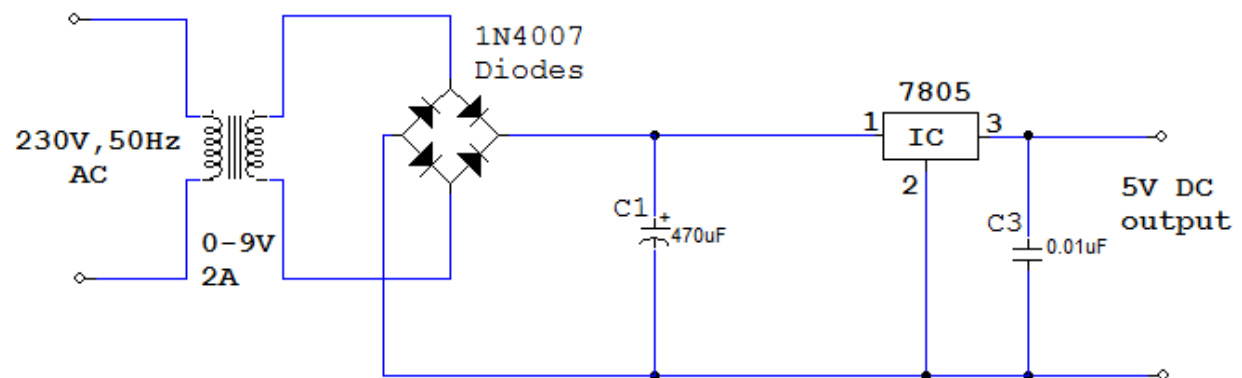 1N4007
Diodes
7805
1
IC
3
2
230V,50Hz
AC
0-9V
2A
C1
+
470uF
C3
0.01uF
5V DC
output